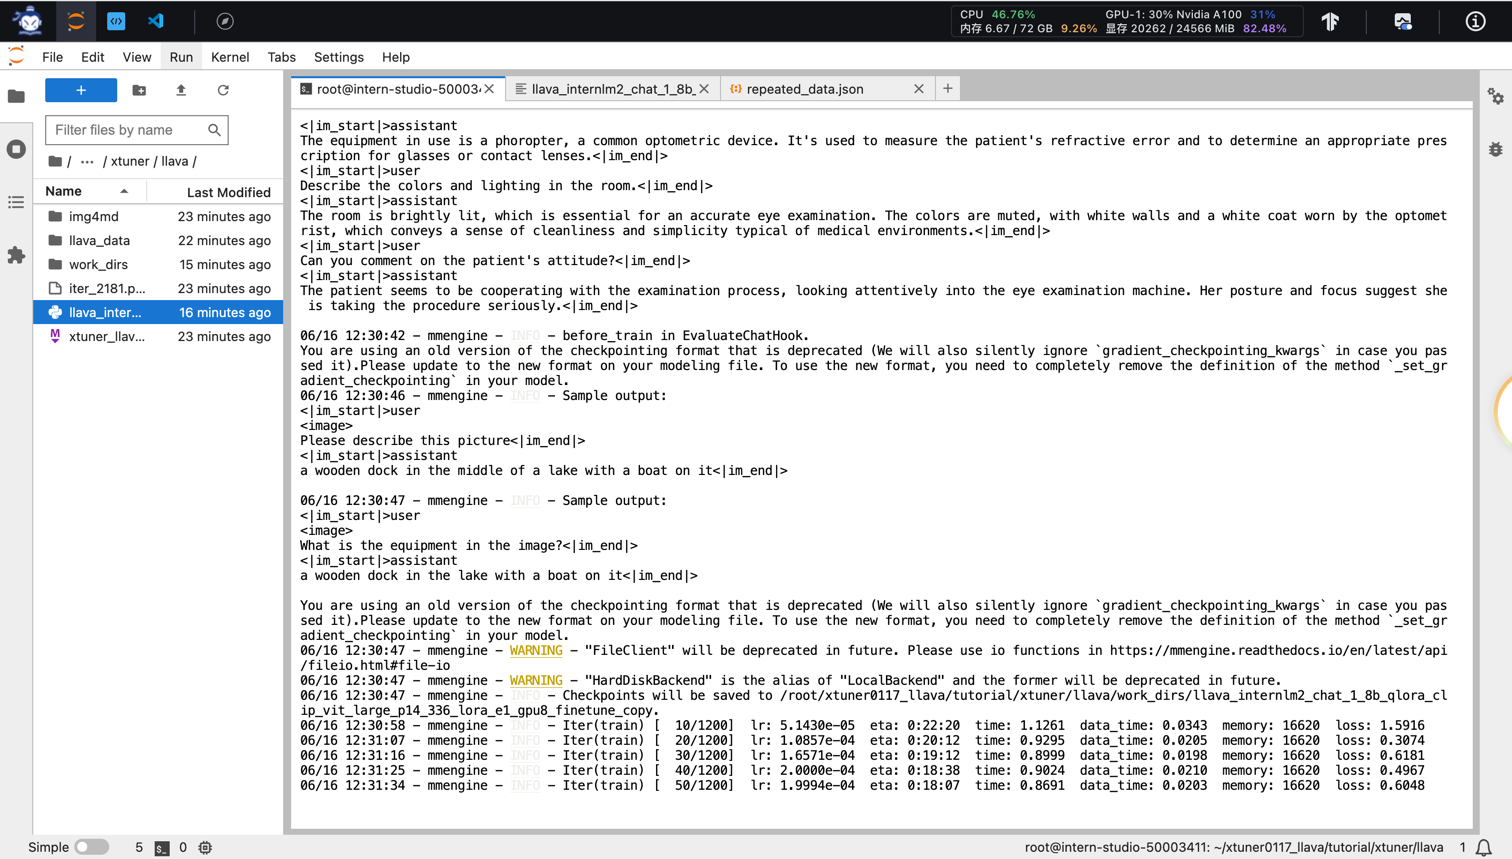 CPU 46.76% GPU-1: 30% Nvidia A100 31%
内存 6.67 / 72 GB 9.26% 显存 20262 / 24566 MiB 82.48%
File Edit View Run Kernel Tabs Settings Help
root@intern-studio-50003
llava_internlm2_chat_1_8b_
repeated_data.json
+
Filter files by name
/ ··· / xtuner / llava /
Name Last Modified
img4md 23 minutes ago
llava_data 22 minutes ago
work_dirs 15 minutes ago
iter_2181.p... 23 minutes ago
llava_inter... 16 minutes ago
xtuner_llav... 23 minutes ago
<|im_start|>assistant
The equipment in use is a phoropter, a common optometric device. It's used to measure the patient's refractive error and to determine an appropriate pres
cription for glasses or contact lenses.<|im_end|>
<|im_start|>user
Describe the colors and lighting in the room.<|im_end|>
<|im_start|>assistant
The room is brightly lit, which is essential for an accurate eye examination. The colors are muted, with white walls and a white coat worn by the optomet
rist, which conveys a sense of cleanliness and simplicity typical of medical environments.<|im_end|>
<|im_start|>user
Can you comment on the patient's attitude?<|im_end|>
<|im_start|>assistant
The patient seems to be cooperating with the examination process, looking attentively into the eye examination machine. Her posture and focus suggest she
is taking the procedure seriously.<|im_end|>
06/16 12:30:42 - mmengine - INFO - before_train in EvaluateChatHook.
You are using an old version of the checkpointing format that is deprecated (We will also silently ignore `gradient_checkpointing_kwargs` in case you pas
sed it).Please update to the new format on your modeling file. To use the new format, you need to completely remove the definition of the method `_set_gr
adient_checkpointing` in your model.
06/16 12:30:46 - mmengine - INFO - Sample output:
<|im_start|>user
<image>
Please describe this picture<|im_end|>
<|im_start|>assistant
a wooden dock in the middle of a lake with a boat on it<|im_end|>
06/16 12:30:47 - mmengine - INFO - Sample output:
<|im_start|>user
<image>
What is the equipment in the image?<|im_end|>
<|im_start|>assistant
a wooden dock in the lake with a boat on it<|im_end|>
You are using an old version of the checkpointing format that is deprecated (We will also silently ignore `gradient_checkpointing_kwargs` in case you pas
sed it).Please update to the new format on your modeling file. To use the new format, you need to completely remove the definition of the method `_set_gr
adient_checkpointing` in your model.
06/16 12:30:47 - mmengine - WARNING - "FileClient" will be deprecated in future. Please use io functions in https://mmengine.readthedocs.io/en/latest/api
/fileio.html#file-io
06/16 12:30:47 - mmengine - WARNING - "HardDiskBackend" is the alias of "LocalBackend" and the former will be deprecated in future.
06/16 12:30:47 - mmengine - INFO - Checkpoints will be saved to /root/xtuner0117_llava/tutorial/xtuner/llava/work_dirs/llava_internlm2_chat_1_8b_qlora_cl
ip_vit_large_p14_336_lora_e1_gpu8_finetune_copy.
06/16 12:30:58 - mmengine - INFO - Iter(train) [ 10/1200] lr: 5.1430e-05 eta: 0:22:20 time: 1.1261 data_time: 0.0343 memory: 16620 loss: 1.5916
06/16 12:31:07 - mmengine - INFO - Iter(train) [ 20/1200] lr: 1.0857e-04 eta: 0:20:12 time: 0.9295 data_time: 0.0205 memory: 16620 loss: 0.3074
06/16 12:31:16 - mmengine - INFO - Iter(train) [ 30/1200] lr: 1.6571e-04 eta: 0:19:12 time: 0.8999 data_time: 0.0198 memory: 16620 loss: 0.6181
06/16 12:31:25 - mmengine - INFO - Iter(train) [ 40/1200] lr: 2.0000e-04 eta: 0:18:38 time: 0.9024 data_time: 0.0210 memory: 16620 loss: 0.4967
06/16 12:31:34 - mmengine - INFO - Iter(train) [ 50/1200] lr: 1.9994e-04 eta: 0:18:07 time: 0.8691 data_time: 0.0203 memory: 16620 loss: 0.6048
Simple 5 0 root@intern-studio-50003411: ~/xtuner0117_llava/tutorial/xtuner/llava 1